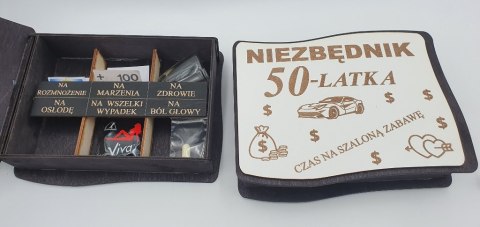 + 100
NA ROZMNOŻENIE
NA MARZENIA
NA ZDROWIE
NA OSŁODĘ
NA WSZELKI WYPADEK
NA BÓL GŁOWY
Viva
NIEZBĘDNIK
50-LATKA
$ $ $ $ $ $
CZAS NA SZALONĄ ZABAWĘ